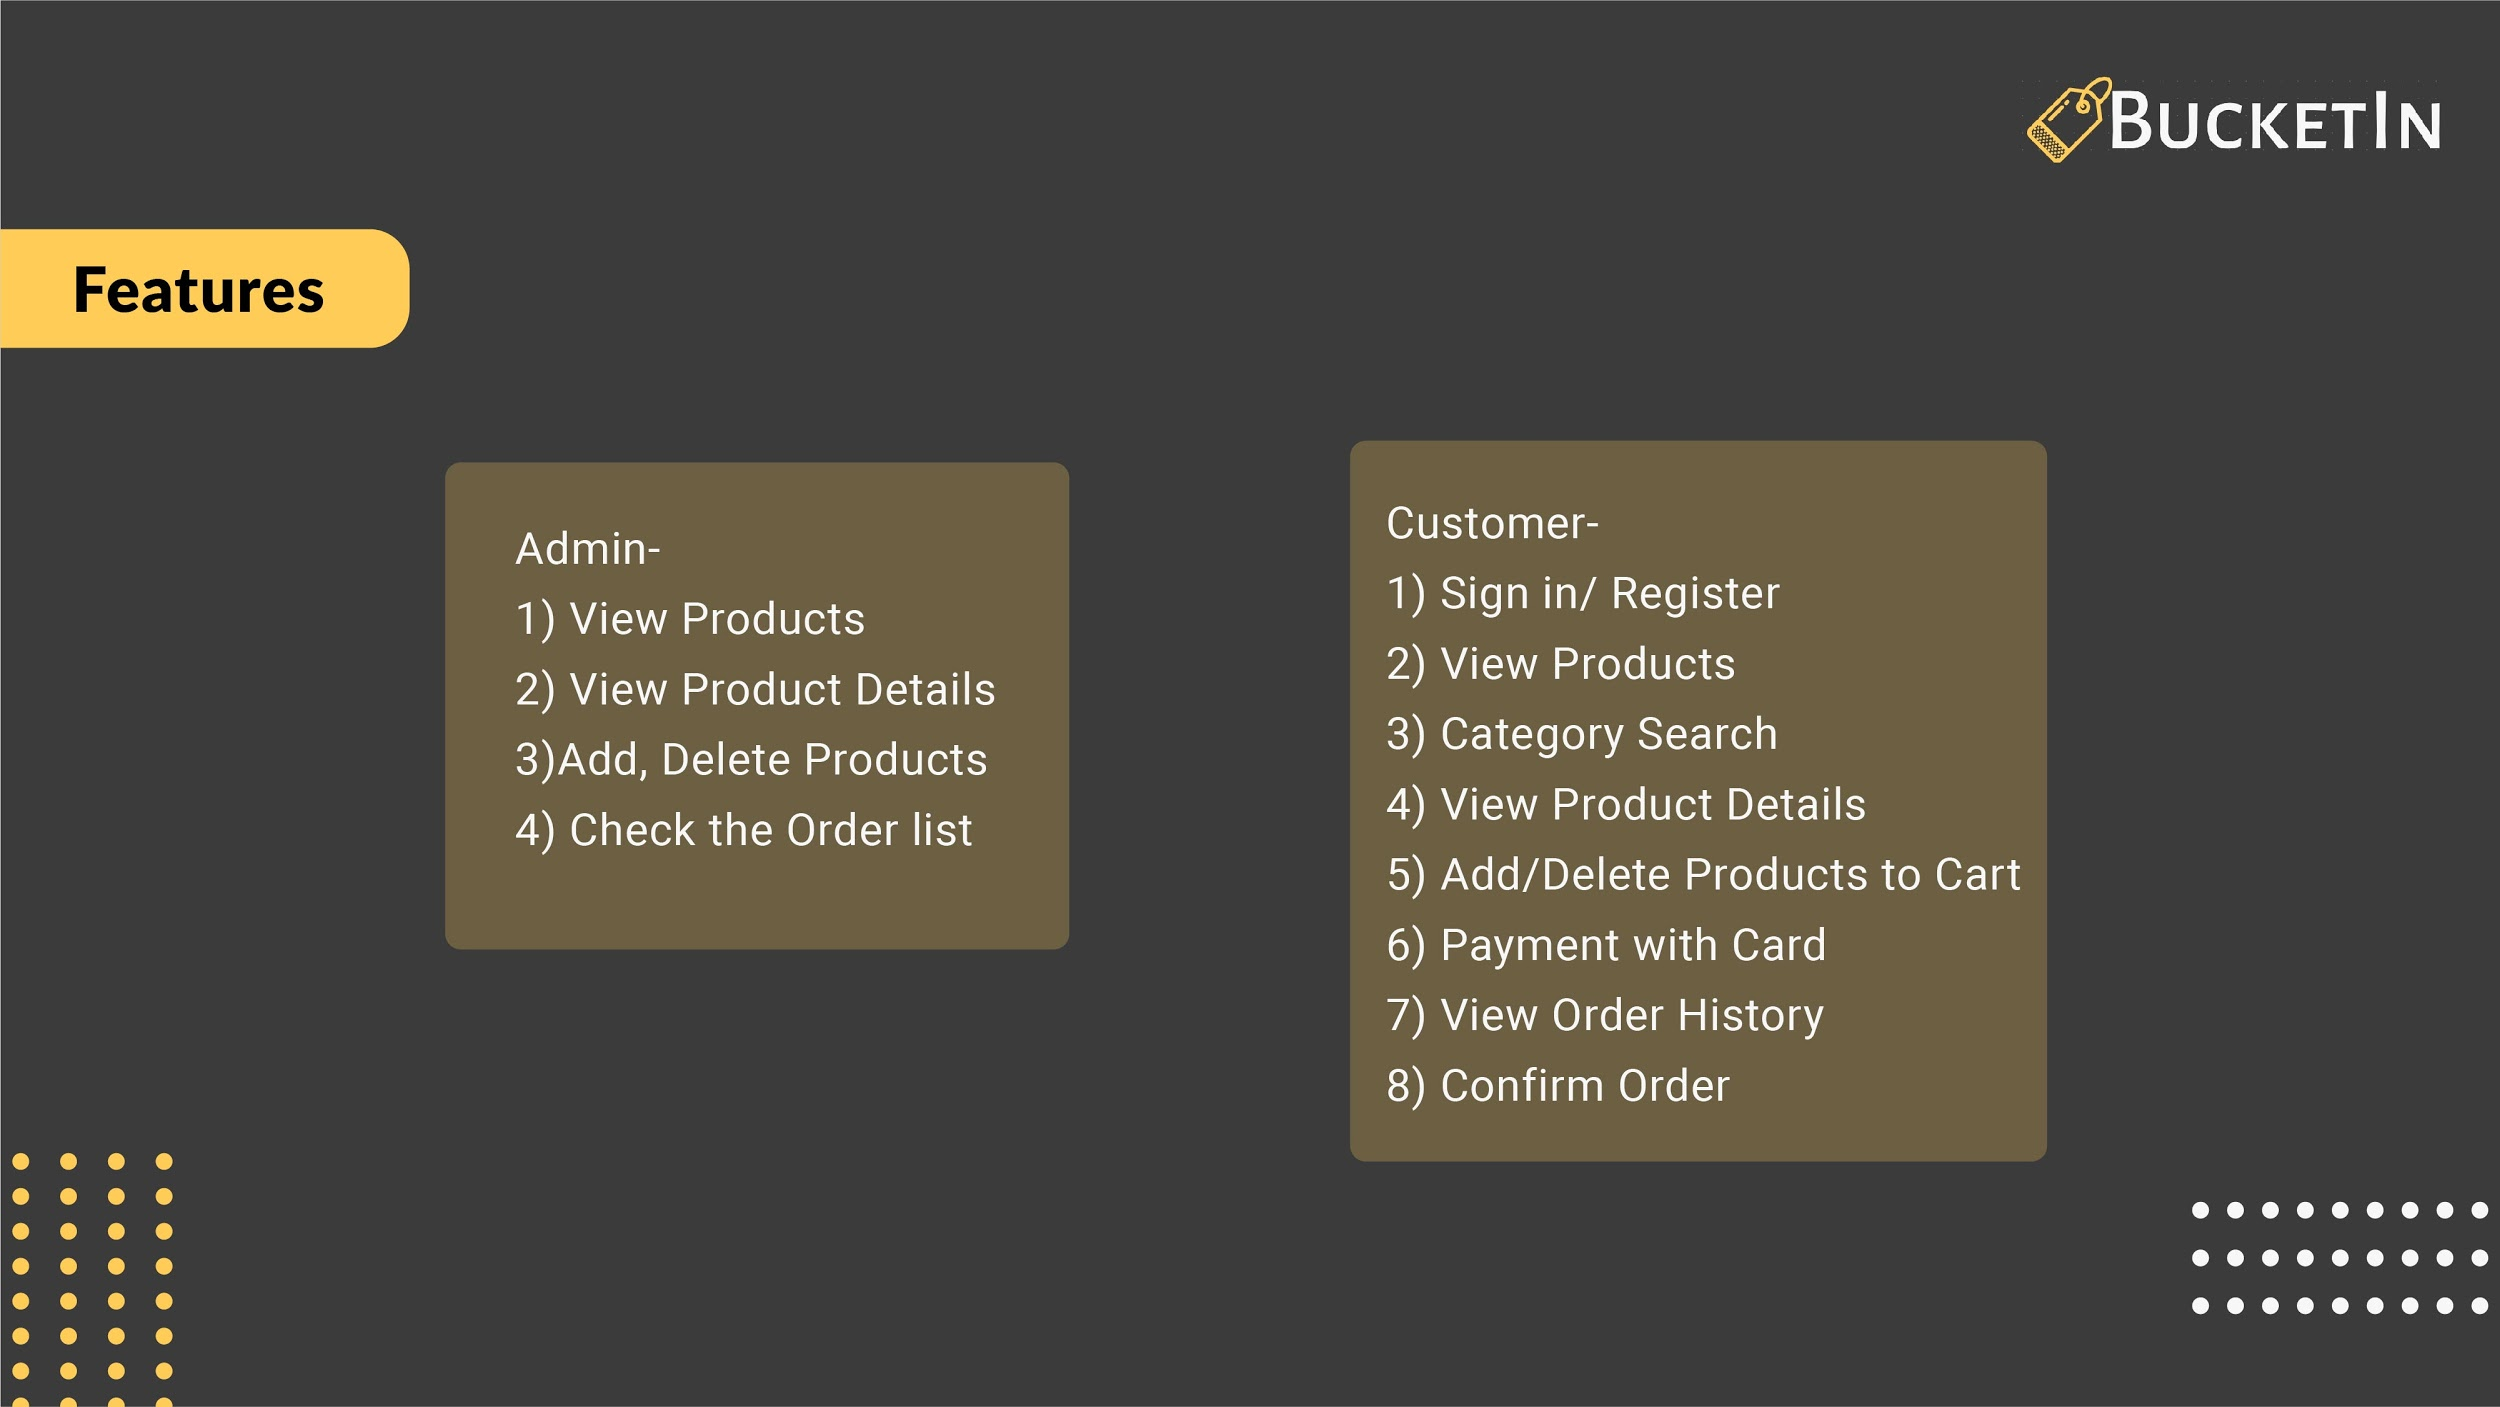 BUCKETIN
Features
Admin-
1) View Products
2) View Product Details
3)Add, Delete Products
4) Check the Order list
Customer-
1) Sign in/ Register
2) View Products
3) Category Search
4) View Product Details
5) Add/Delete Products to Cart
6) Payment with Card
7) View Order History
8) Confirm Order